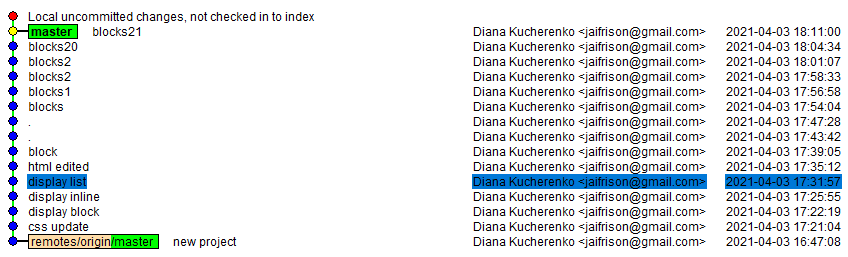 Local uncommitted changes, not checked in to index
master blocks21 Diana Kucherenko <jaifrison@gmail.com> 2021-04-03 18:11:00
blocks20 Diana Kucherenko <jaifrison@gmail.com> 2021-04-03 18:04:34
blocks2 Diana Kucherenko <jaifrison@gmail.com> 2021-04-03 18:01:07
blocks2 Diana Kucherenko <jaifrison@gmail.com> 2021-04-03 17:58:33
blocks1 Diana Kucherenko <jaifrison@gmail.com> 2021-04-03 17:56:58
blocks Diana Kucherenko <jaifrison@gmail.com> 2021-04-03 17:54:04
. Diana Kucherenko <jaifrison@gmail.com> 2021-04-03 17:47:28
. Diana Kucherenko <jaifrison@gmail.com> 2021-04-03 17:43:42
block Diana Kucherenko <jaifrison@gmail.com> 2021-04-03 17:39:05
html edited Diana Kucherenko <jaifrison@gmail.com> 2021-04-03 17:35:12
display list Diana Kucherenko <jaifrison@gmail.com> 2021-04-03 17:31:57
display inline Diana Kucherenko <jaifrison@gmail.com> 2021-04-03 17:25:55
display block Diana Kucherenko <jaifrison@gmail.com> 2021-04-03 17:22:19
css update Diana Kucherenko <jaifrison@gmail.com> 2021-04-03 17:21:04
remotes/origin/master new project Diana Kucherenko <jaifrison@gmail.com> 2021-04-03 16:47:08